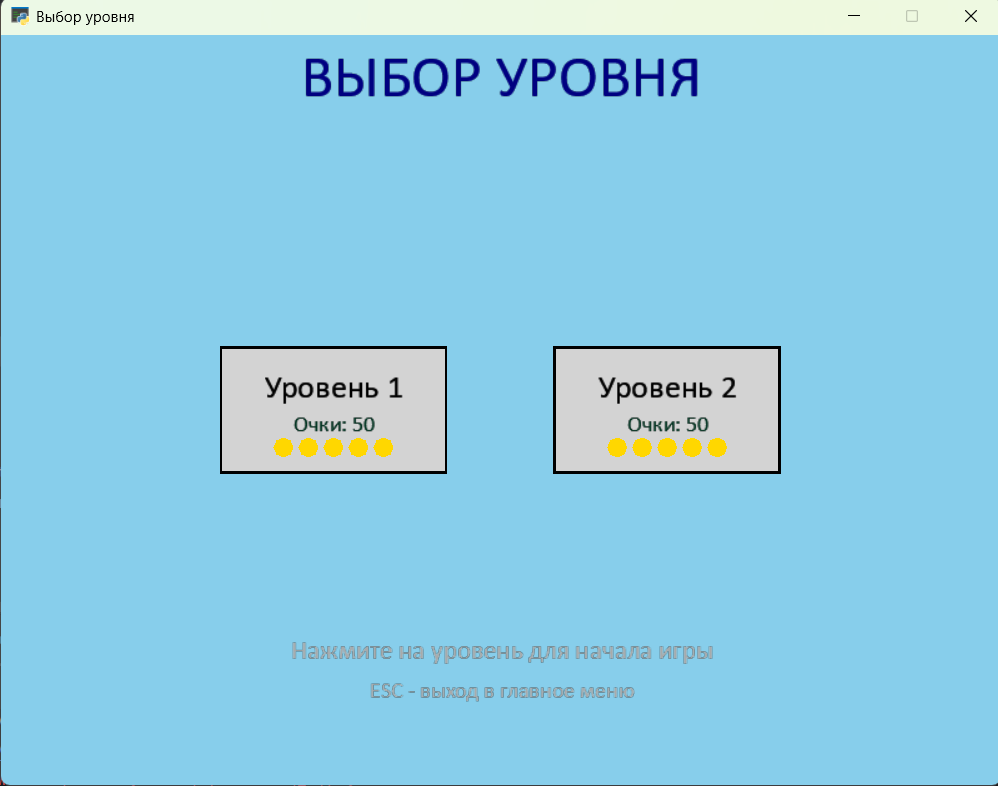 Выбор уровня
ВЫБОР УРОВНЯ
Уровень 1
Очки: 50
Уровень 2
Очки: 50
Нажмите на уровень для начала игры
ESC - выход в главное меню